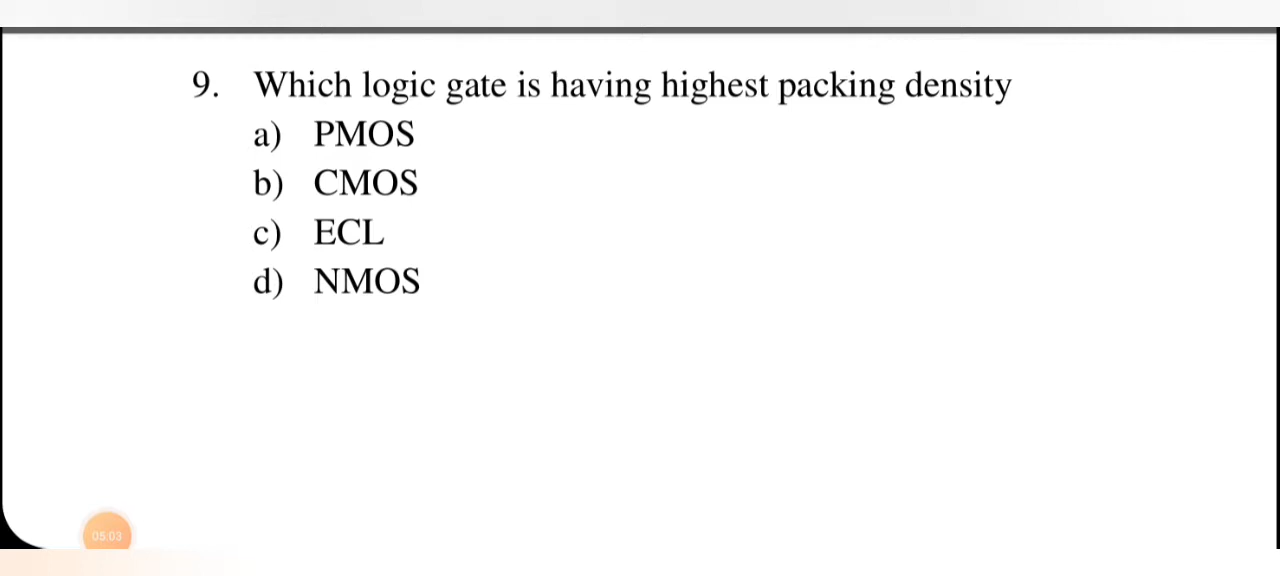 9. Which logic gate is having highest packing density
a) PMOS
b) CMOS
c) ECL
d) NMOS
05:03